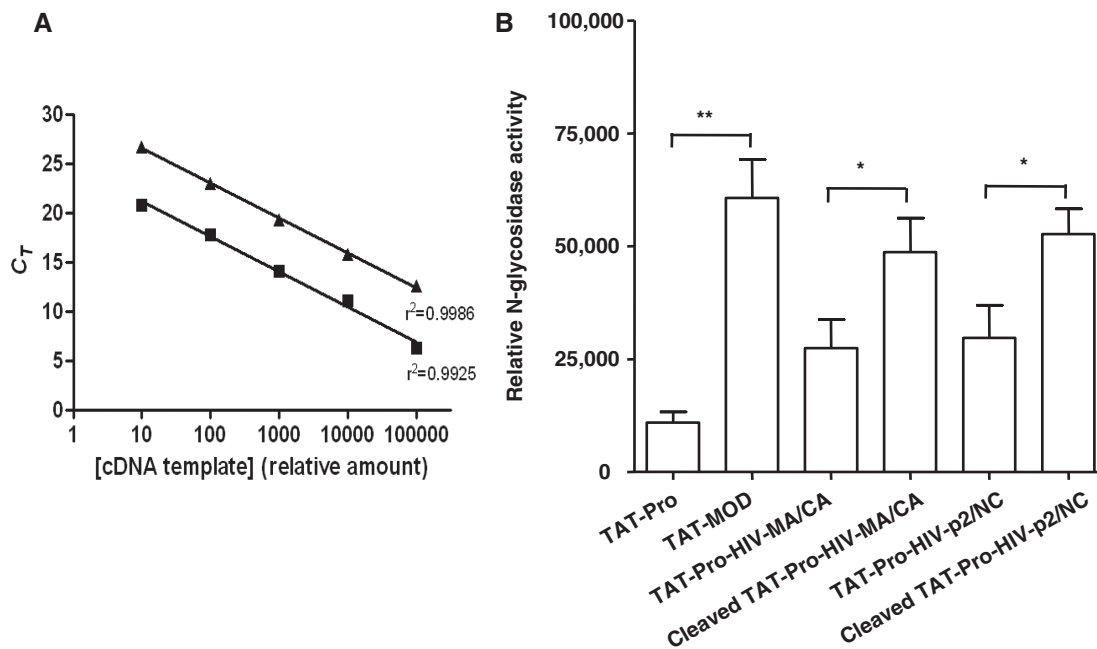 A
30
25
20
15
10
5
0
C_T
1 10 100 1000 10000 100000
[cDNA template] (relative amount)
r²=0.9986
r²=0.9925
B
100,000
75,000
50,000
25,000
0
Relative N-glycosidase activity
**
*
*
TAT-Pro
TAT-MOD
TAT-Pro-HIV-MA/CA
Cleaved TAT-Pro-HIV-MA/CA
TAT-Pro-HIV-p2/NC
Cleaved TAT-Pro-HIV-p2/NC